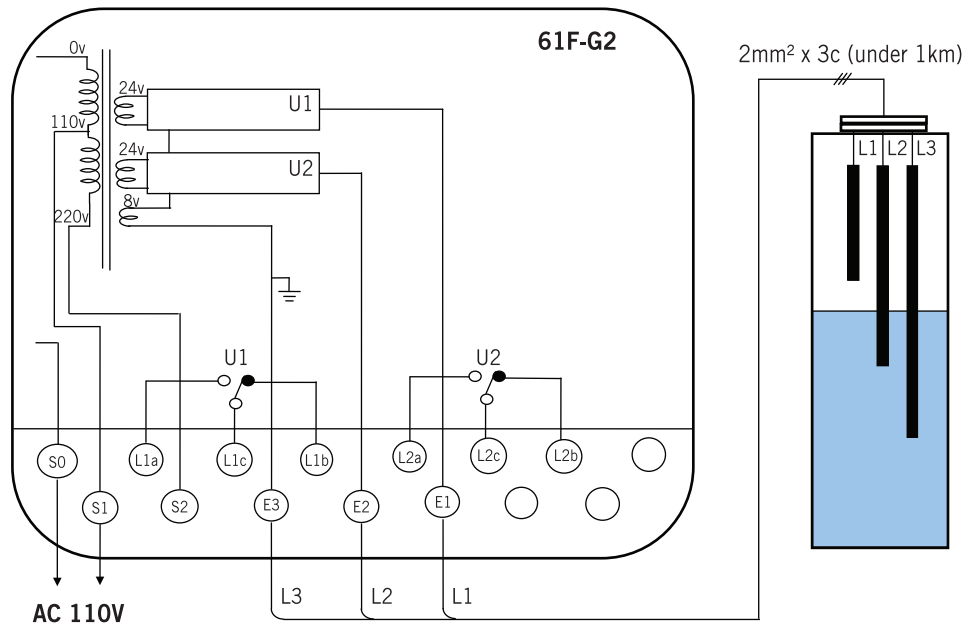 61F-G2
2mm² x 3c (under 1km)
0v
24v
U1
110v
24v
U2
8v
220v
L1 L2 L3
U1
U2
S0
L1a
L1c
L1b
L2a
L2c
L2b
S1
S2
E3
E2
E1
L3
L2
L1
AC 110V